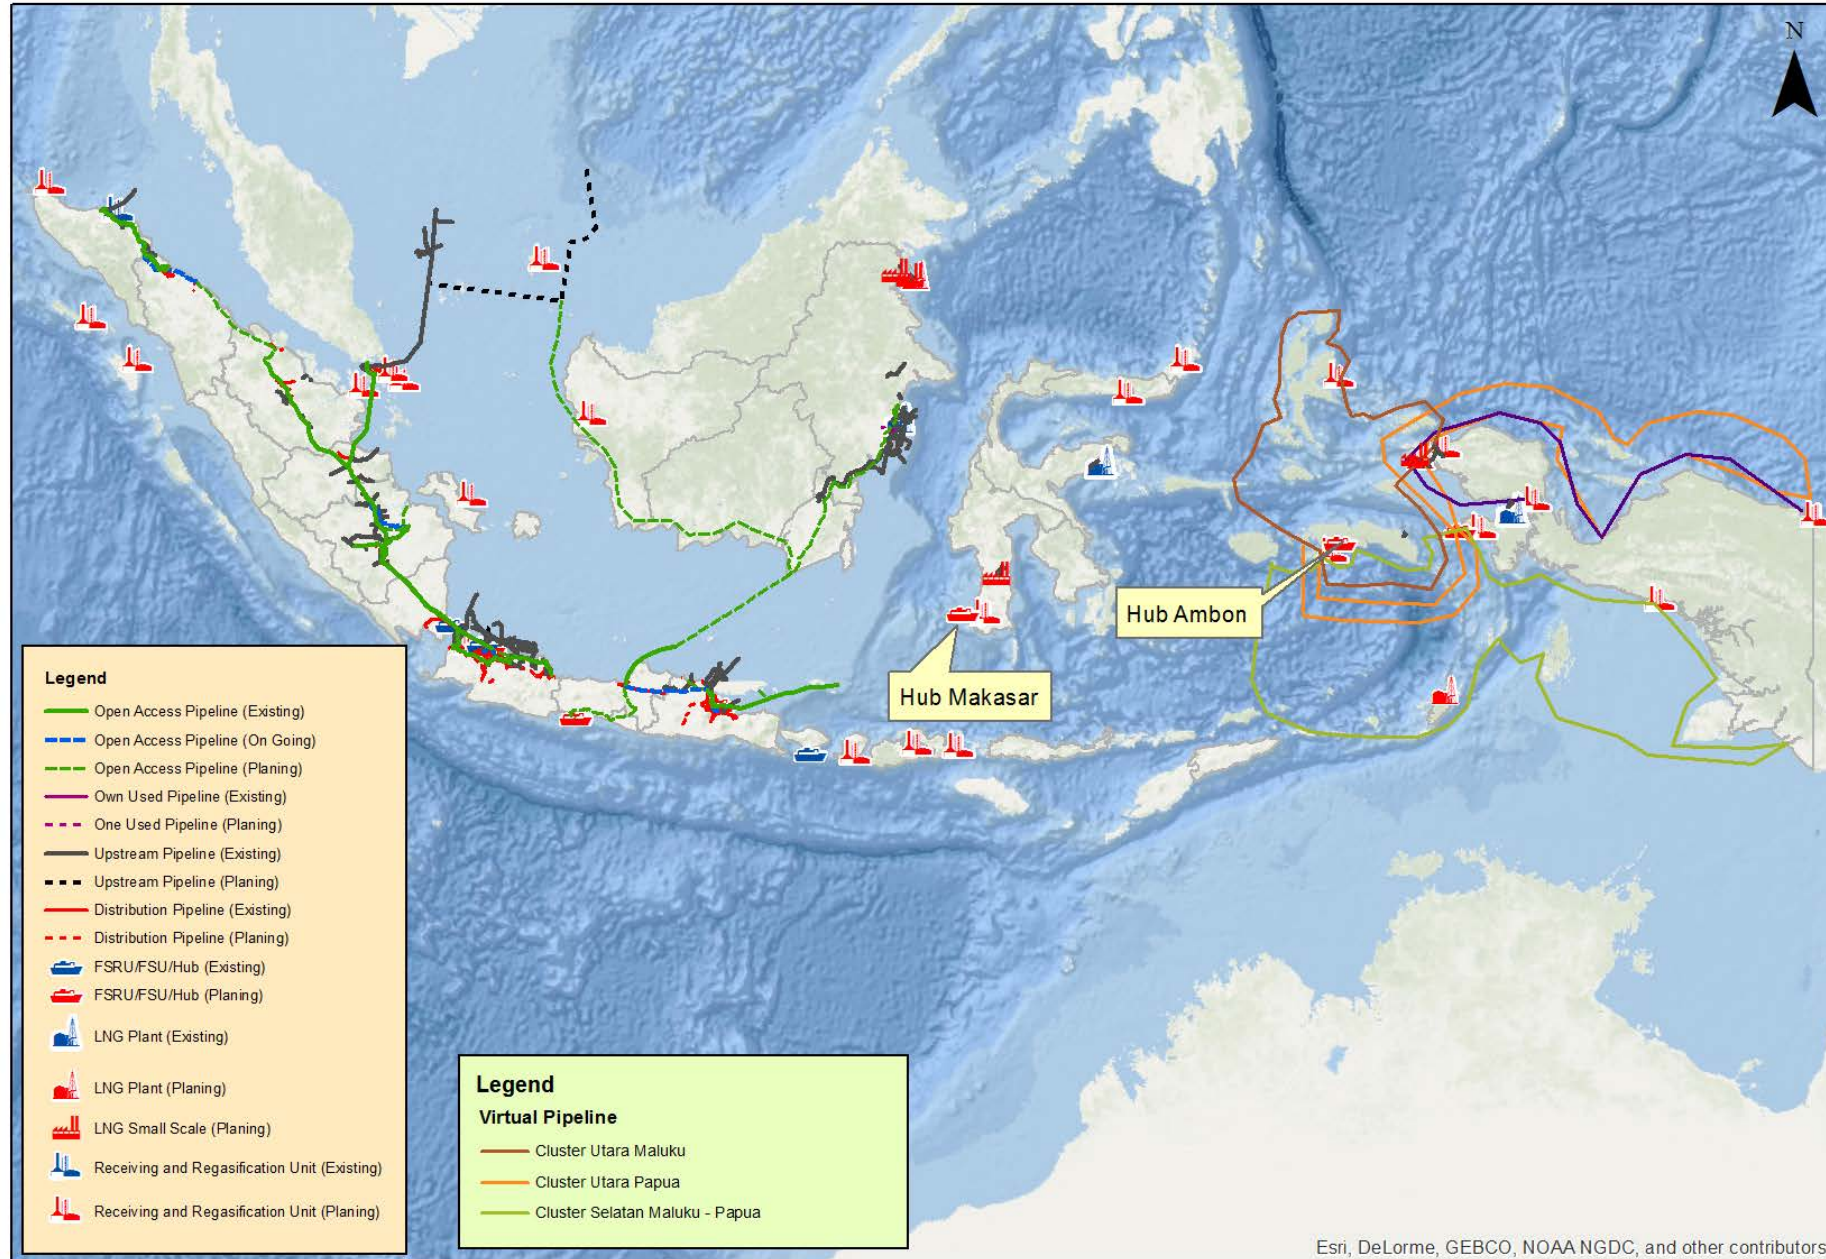 N
Hub Ambon
Hub Makasar
Legend
Open Access Pipeline (Existing)
Open Access Pipeline (On Going)
Open Access Pipeline (Planing)
Own Used Pipeline (Existing)
One Used Pipeline (Planing)
Upstream Pipeline (Existing)
Upstream Pipeline (Planing)
Distribution Pipeline (Existing)
Distribution Pipeline (Planing)
FSRU/FSU/Hub (Existing)
FSRU/FSU/Hub (Planing)
LNG Plant (Existing)
LNG Plant (Planing)
LNG Small Scale (Planing)
Receiving and Regasification Unit (Existing)
Receiving and Regasification Unit (Planing)
Legend
Virtual Pipeline
Cluster Utara Maluku
Cluster Utara Papua
Cluster Selatan Maluku - Papua
Esri, DeLorme, GEBCO, NOAA NGDC, and other contributors